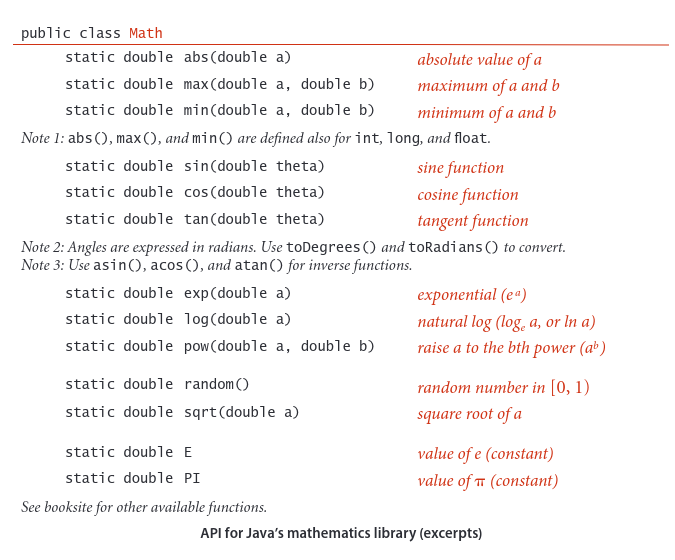 public class Math
static double abs(double a) absolute value of a
static double max(double a, double b) maximum of a and b
static double min(double a, double b) minimum of a and b
Note 1: abs(), max(), and min() are defined also for int, long, and float.
static double sin(double theta) sine function
static double cos(double theta) cosine function
static double tan(double theta) tangent function
Note 2: Angles are expressed in radians. Use toDegrees() and toRadians() to convert.
Note 3: Use asin(), acos(), and atan() for inverse functions.
static double exp(double a) exponential (eᵃ)
static double log(double a) natural log (logₑ a, or ln a)
static double pow(double a, double b) raise a to the bth power (aᵇ)
static double random() random number in [0, 1)
static double sqrt(double a) square root of a
static double E value of e (constant)
static double PI value of π (constant)
See booksite for other available functions.
API for Java’s mathematics library (excerpts)